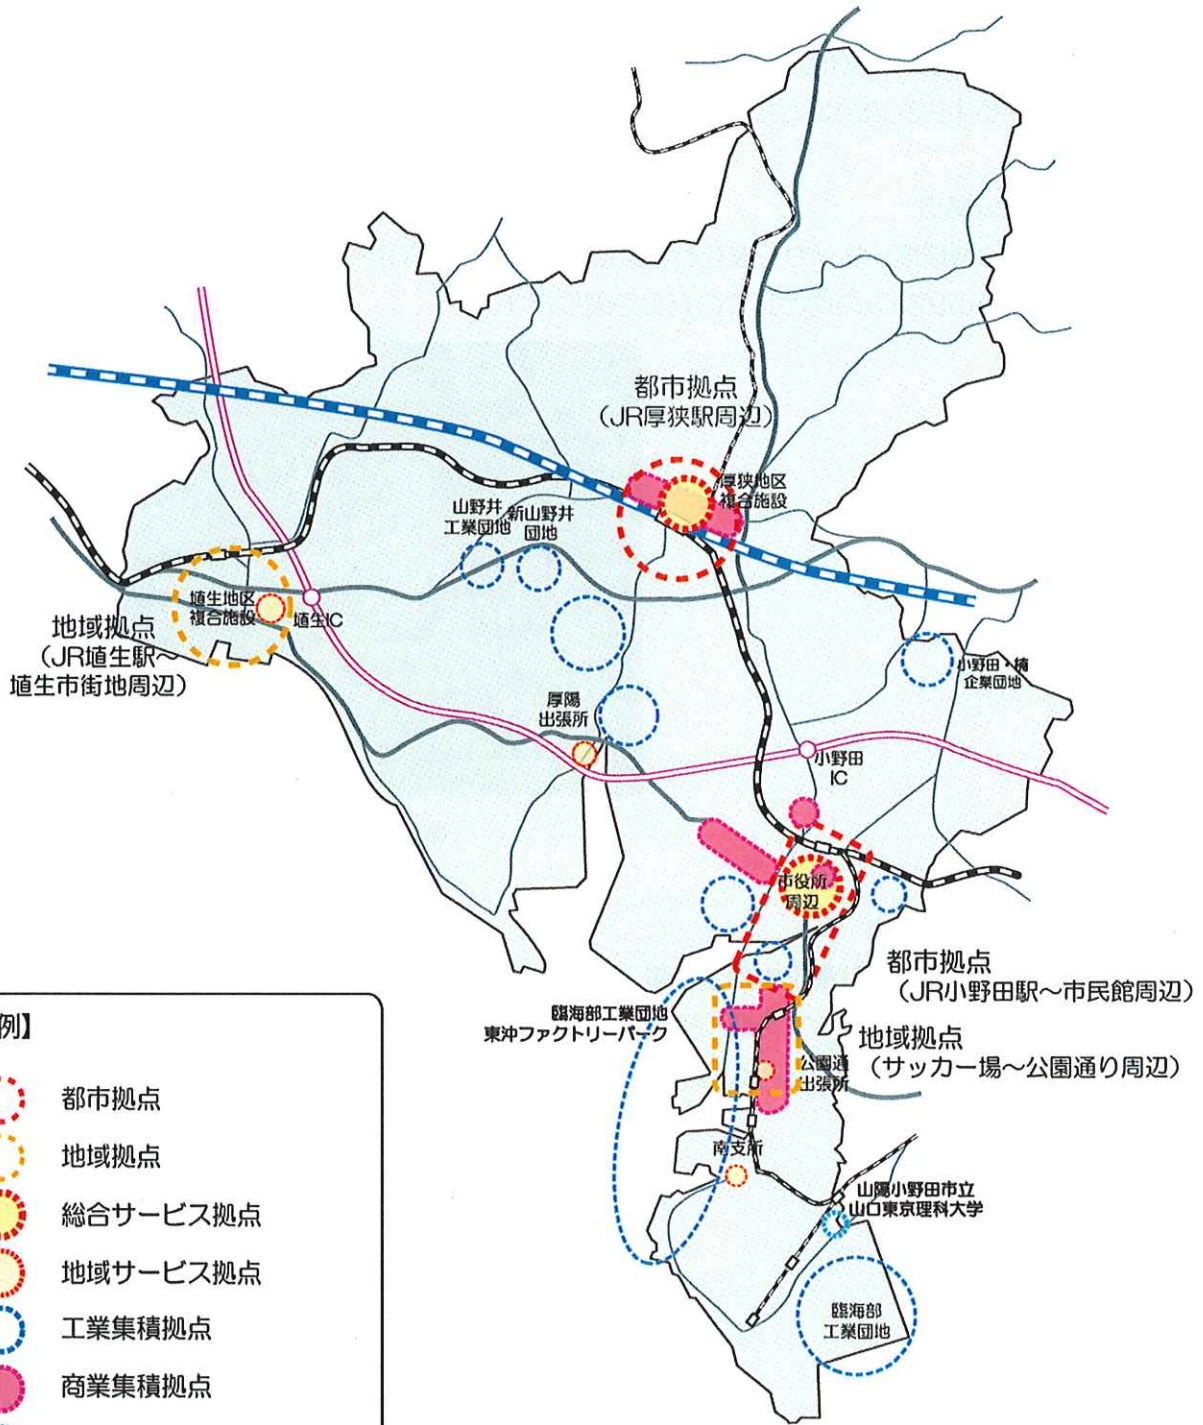 都市拠点
(JR厚狭駅周辺)
厚狭地区
複合施設
山野井
工業団地
新山野井
団地
埴生地区
複合施設
埴生IC
地域拠点
(JR埴生駅~
埴生市街地周辺)
厚陽
出張所
小野田・楠
企業団地
小野田
IC
市役所
周辺
都市拠点
(JR小野田駅~市民館周辺)
臨海部工業団地
東沖ファクトリーパーク
地域拠点
(サッカー場~公園通り周辺)
公園通
出張所
南支所
山陽小野田市立
山口東京理科大学
臨海部
工業団地
例】
都市拠点
地域拠点
総合サービス拠点
地域サービス拠点
工業集積拠点
商業集積拠点